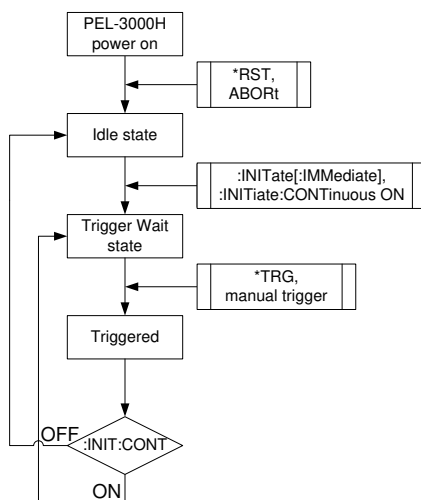 PEL-3000H
power on
*RST,
ABORt
Idle state
:INITate[:IMMediate],
:INITiate:CONTinuous ON
Trigger Wait
state
*TRG,
manual trigger
Triggered
OFF
:INIT:CONT
ON